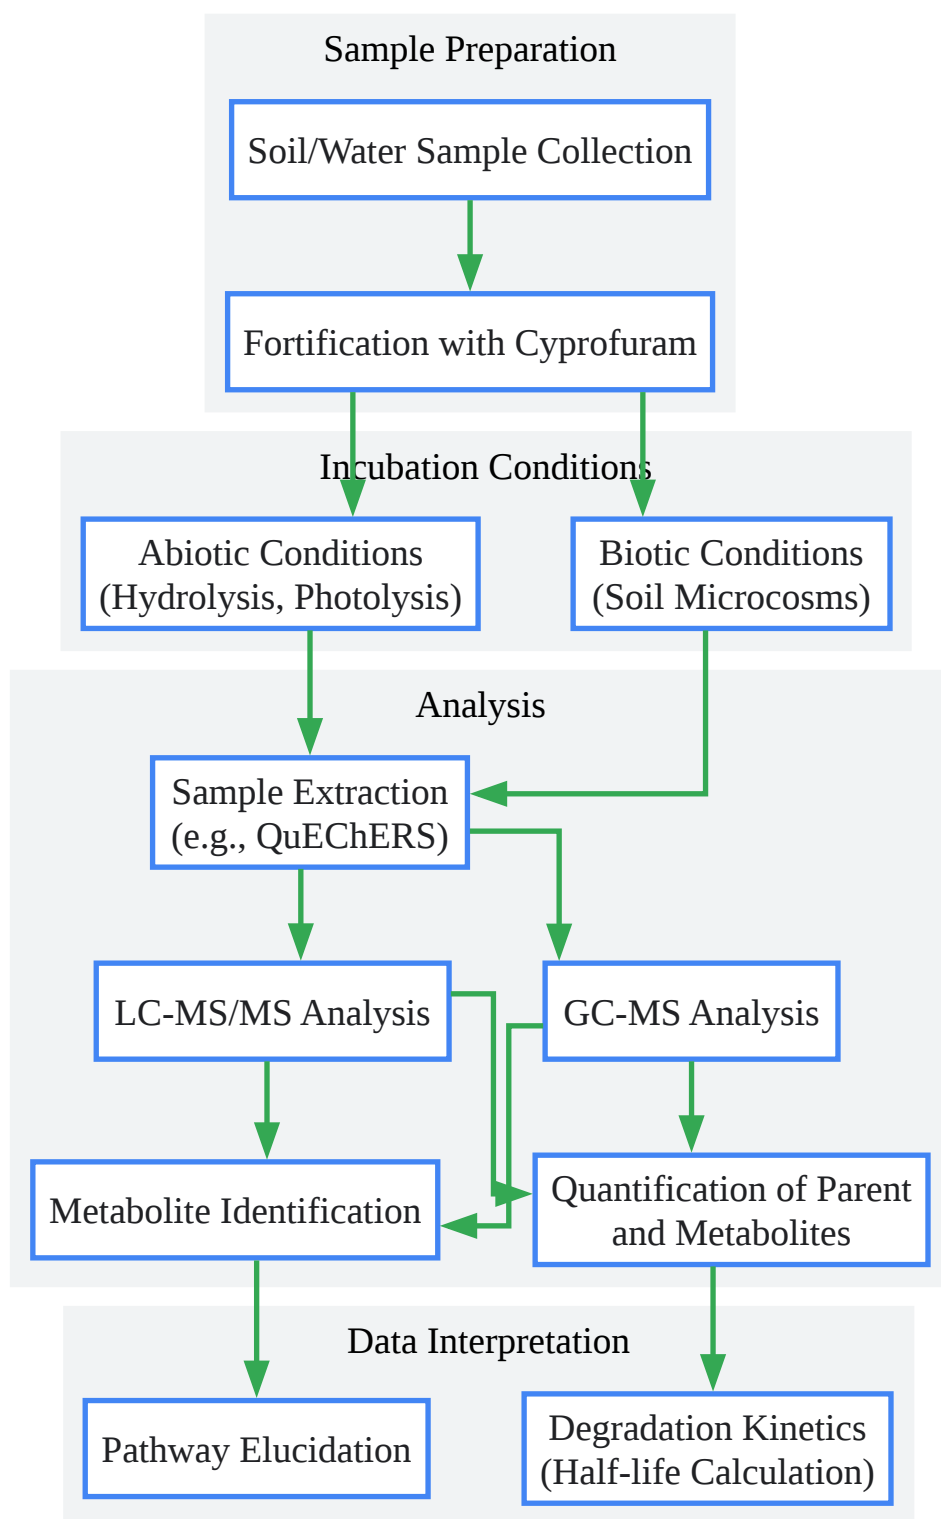 Sample Preparation
Soil/Water Sample Collection
Fortification with Cyprofuram
Incubation Conditions
Abiotic Conditions
(Hydrolysis, Photolysis)
Biotic Conditions
(Soil Microcosms)
Analysis
Sample Extraction
(e.g., QuEChERS)
LC-MS/MS Analysis
GC-MS Analysis
Metabolite Identification
Quantification of Parent
and Metabolites
Data Interpretation
Pathway Elucidation
Degradation Kinetics
(Half-life Calculation)